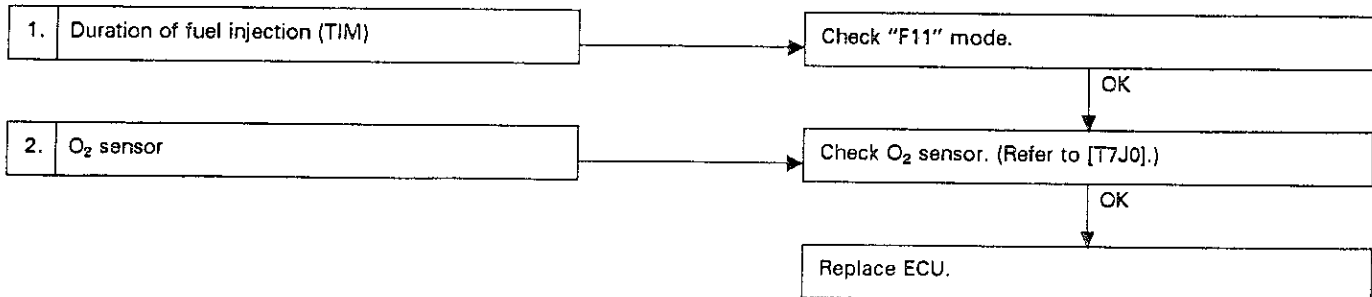 1. Duration of fuel injection (TIM)
Check "F11" mode.
OK
2. O₂ sensor
Check O₂ sensor. (Refer to [T7J0].)
OK
Replace ECU.